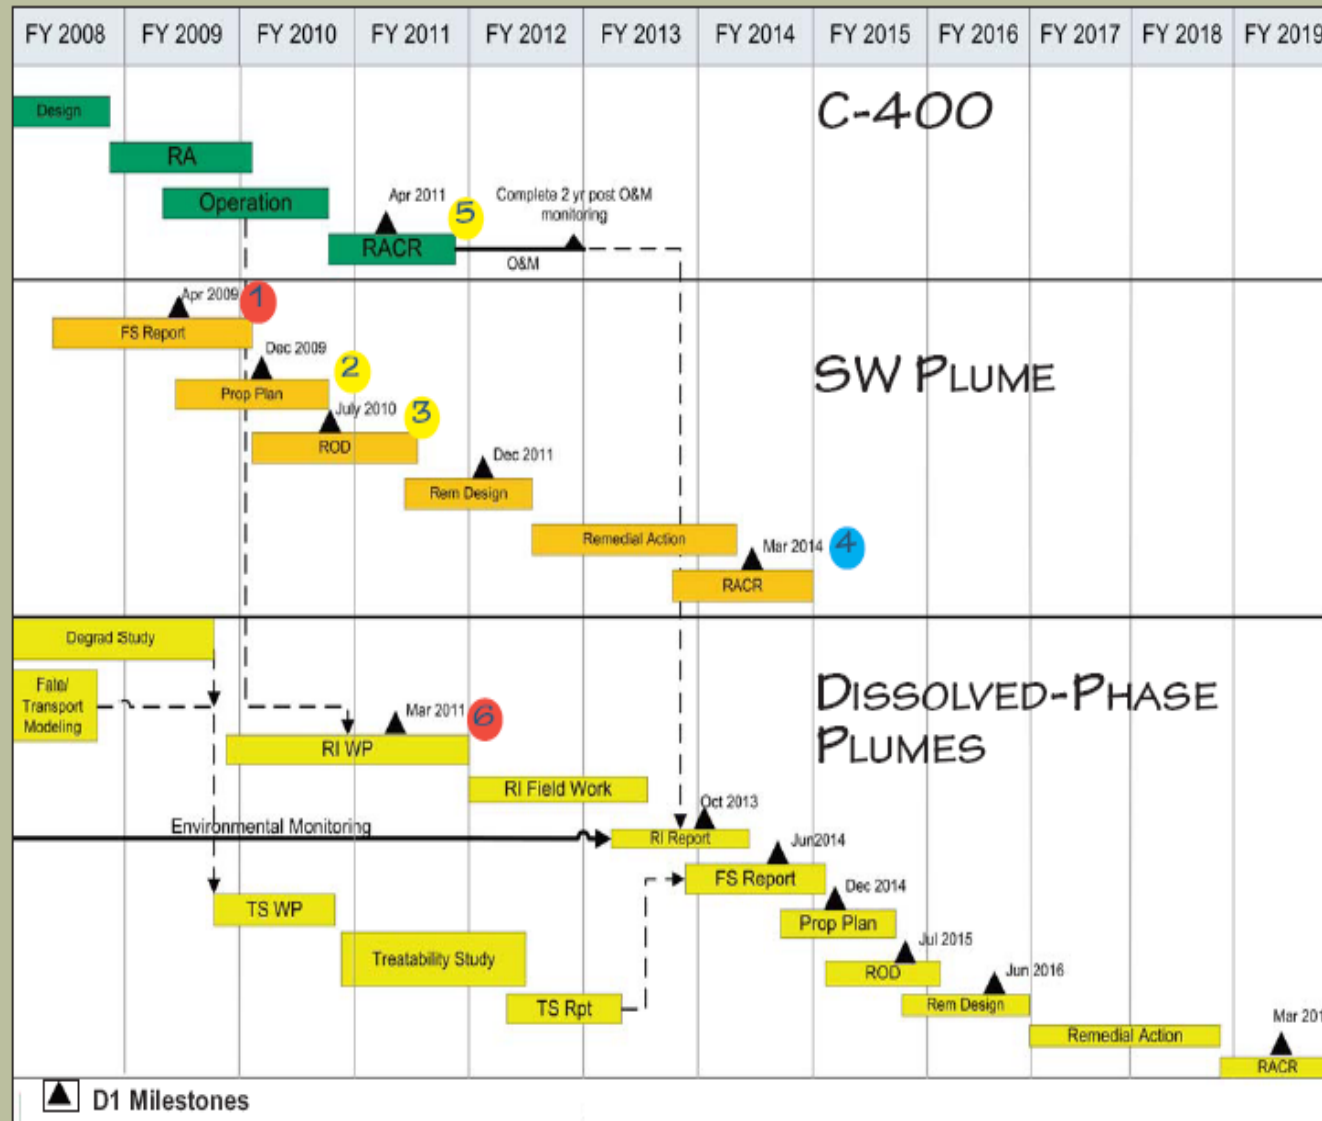 FY 2008 FY 2009 FY 2010 FY 2011 FY 2012 FY 2013 FY 2014 FY 2015 FY 2016 FY 2017 FY 2018 FY 2019
C-400
Design
RA
Operation
Apr 2011
5
Complete 2 yr post O&M
monitoring
RACR
O&M
SW PLUME
Apr 2009
1
FS Report
Dec 2009
2
Prop Plan
July 2010
3
ROD
Dec 2011
Rem Design
Remedial Action
Mar 2014
4
RACR
DISSOLVED-PHASE
PLUMES
Degrad Study
Fate/
Transport
Modeling
Mar 2011
6
RI WP
RI Field Work
Environmental Monitoring
Oct 2013
RI Report
Jun2014
FS Report
Dec 2014
TS WP
Prop Plan
Jul 2015
Treatability Study
ROD
Jun 2016
TS Rpt
Rem Design
Mar 201
Remedial Action
RACR
D1 Milestones